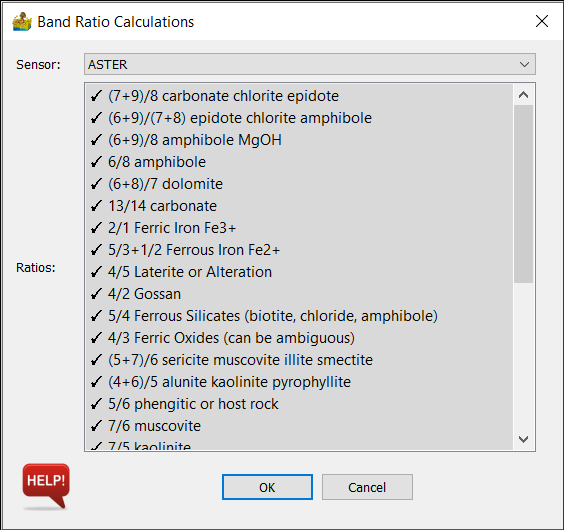 Band Ratio Calculations
Sensor: ASTER
(7+9)/8 carbonate chlorite epidote
(6+9)/(7+8) epidote chlorite amphibole
(6+9)/8 amphibole MgOH
6/8 amphibole
(6+8)/7 dolomite
13/14 carbonate
2/1 Ferric Iron Fe3+
5/3+1/2 Ferrous Iron Fe2+
Ratios: 4/5 Laterite or Alteration
4/2 Gossan
5/4 Ferrous Silicates (biotite, chloride, amphibole)
4/3 Ferric Oxides (can be ambiguous)
(5+7)/6 sericite muscovite illite smectite
(4+6)/5 alunite kaolinite pyrophyllite
5/6 phengitic or host rock
7/6 muscovite
7/5 kaolinite
HELP! OK Cancel